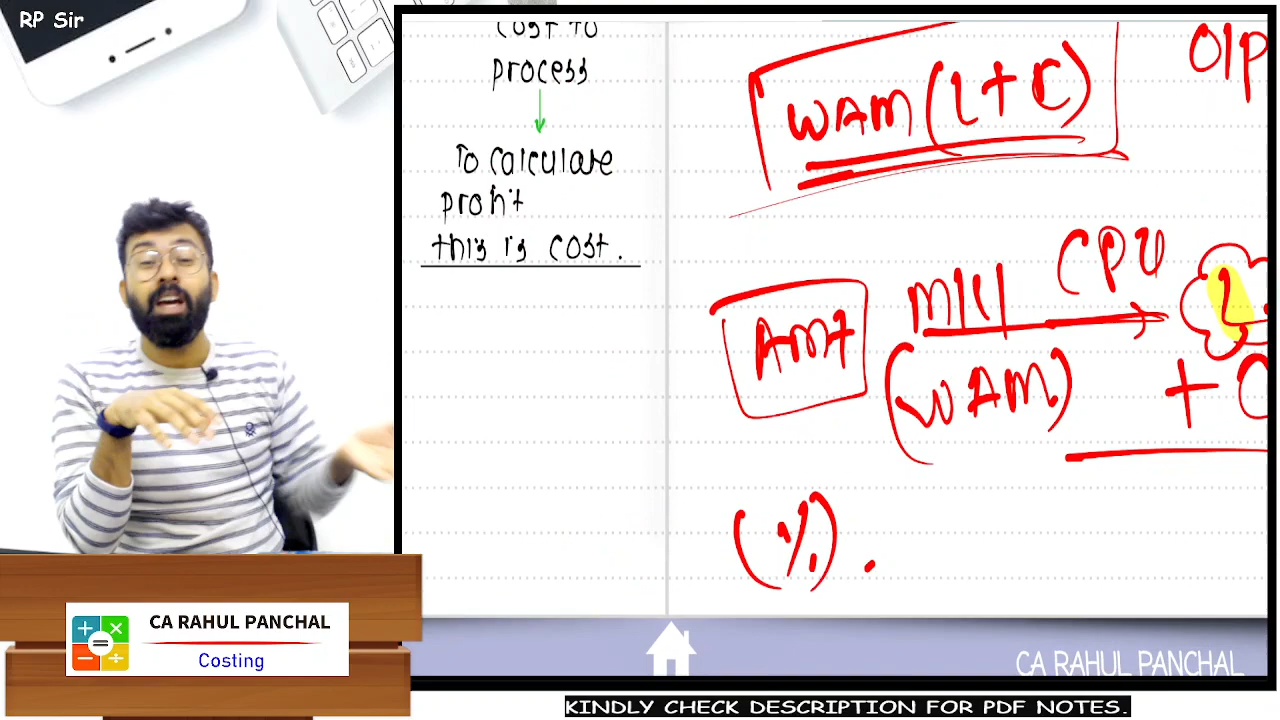 RP Sir
cost to
process
To calculate
profit
this is cost.
WAM (L+C)
O/P
AMT
CPU
(WAM)
+
(%).
CA RAHUL PANCHAL
Costing
CA RAHUL PANCHAL
KINDLY CHECK DESCRIPTION FOR PDF NOTES.